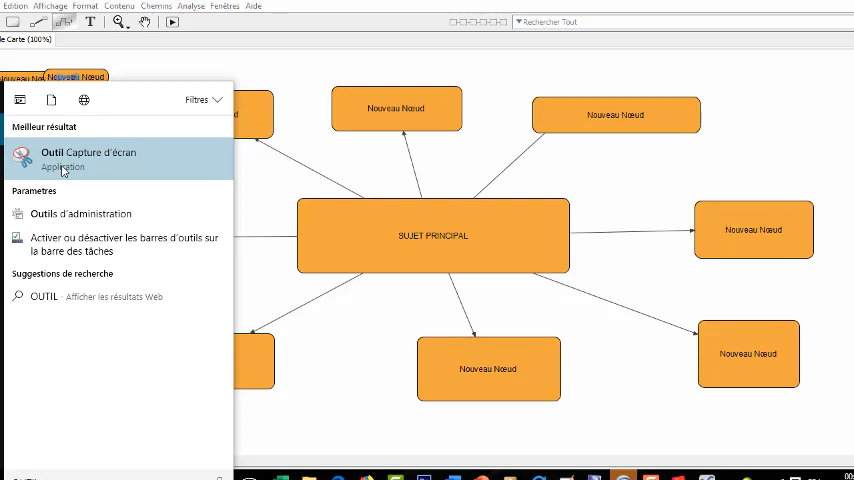 Edition Affichage Format Contenu Chemins Analyse Fenêtres Aide
T
Rechercher Tout
de Carte (100%)
Nouveau Nœ
Nouveau Nœud
Filtres
Meilleur résultat
Outil Capture d'écran
Application
Parametres
Outils d'administration
Activer ou désactiver les barres d'outils sur
la barre des tâches
Suggestions de recherche
OUTIL - Afficher les résultats Web
d
Nouveau Nœud
Nouveau Nœud
SUJET PRINCIPAL
Nouveau Nœud
Nouveau Nœud
Nouveau Nœud